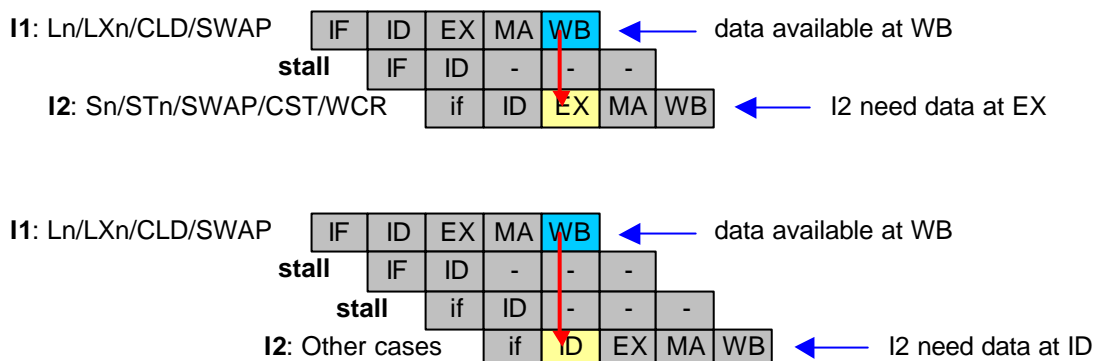 I1: Ln/LXn/CLD/SWAP IF ID EX MA WB data available at WB
stall IF ID - - -
I2: Sn/STn/SWAP/CST/WCR if ID EX MA WB I2 need data at EX
I1: Ln/LXn/CLD/SWAP IF ID EX MA WB data available at WB
stall IF ID - - -
stall if ID - - -
I2: Other cases if ID EX MA WB I2 need data at ID